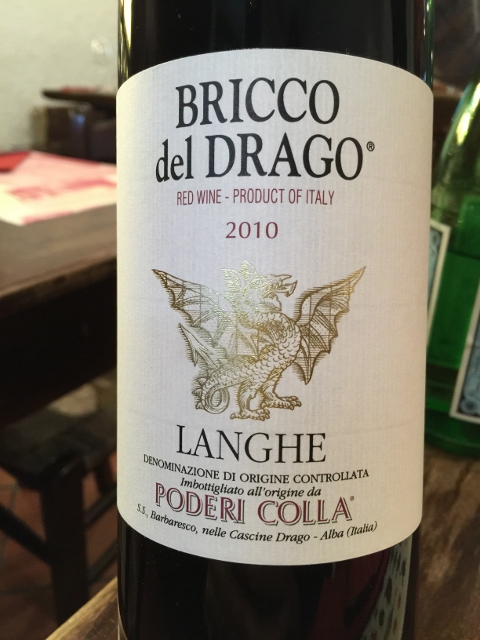 BRICCO
del DRAGO®
RED WINE - PRODUCT OF ITALY
2010
LANGHE
DENOMINAZIONE DI ORIGINE CONTROLLATA
Imbottigliato all'origine da
PODERI COLLA®
S.S. Barbaresco, nelle Cascine Drago - Alba (Italia)